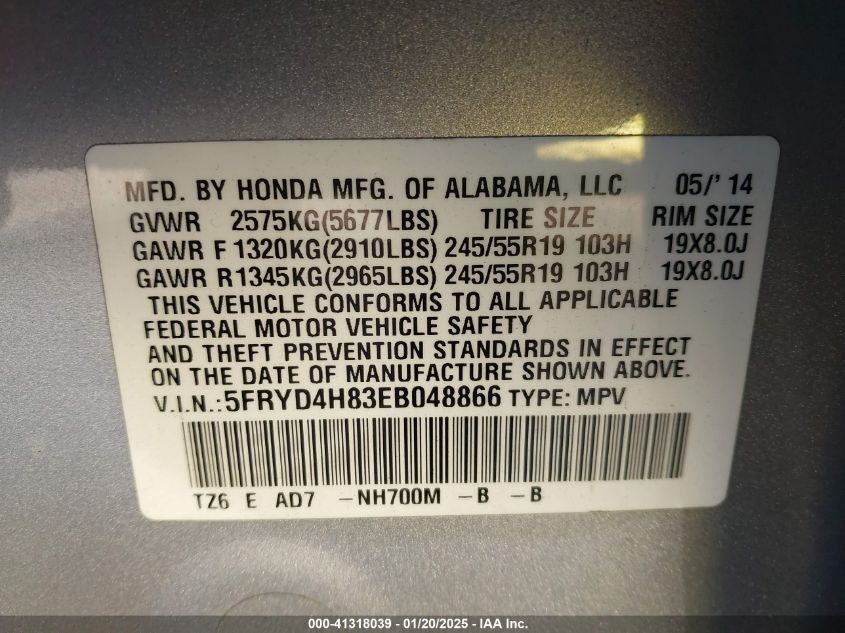 MFD. BY HONDA MFG. OF ALABAMA, LLC 05/' 14
GVWR 2575KG(5677LBS) TIRE SIZE RIM SIZE
GAWR F 1320KG(2910LBS) 245/55R19 103H 19X8.0J
GAWR R1345KG(2965LBS) 245/55R19 103H 19X8.0J
THIS VEHICLE CONFORMS TO ALL APPLICABLE
FEDERAL MOTOR VEHICLE SAFETY
AND THEFT PREVENTION STANDARDS IN EFFECT
ON THE DATE OF MANUFACTURE SHOWN ABOVE.
V.I.N.:5FRYD4H83EB048866 TYPE: MPV
TZ6 E AD7 -NH700M -B -B
000-41318039 - 01/20/2025 - IAA Inc.